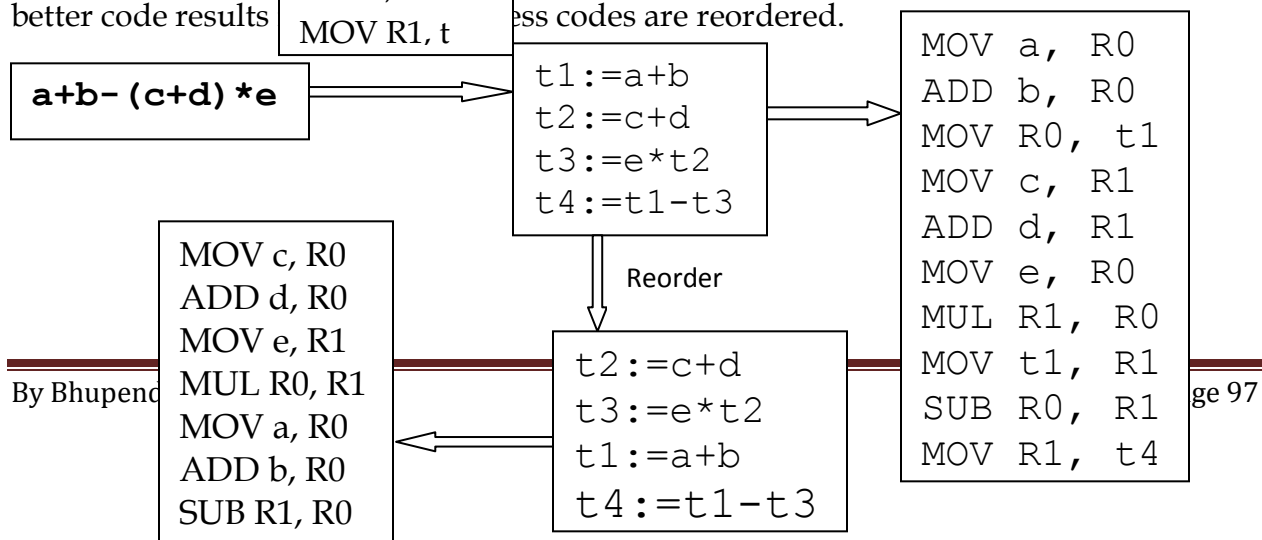 better code results
ess codes are reordered.
MOV R1, t
a+b-(c+d)*e
t1:=a+b
t2:=c+d
t3:=e*t2
t4:=t1-t3
MOV a, R0
ADD b, R0
MOV R0, t1
MOV c, R1
ADD d, R1
MOV e, R0
MUL R1, R0
MOV t1, R1
SUB R0, R1
MOV R1, t4
Reorder
t2:=c+d
t3:=e*t2
t1:=a+b
t4:=t1-t3
MOV c, R0
ADD d, R0
MOV e, R1
MUL R0, R1
MOV a, R0
ADD b, R0
SUB R1, R0
By Bhupend
ge 97